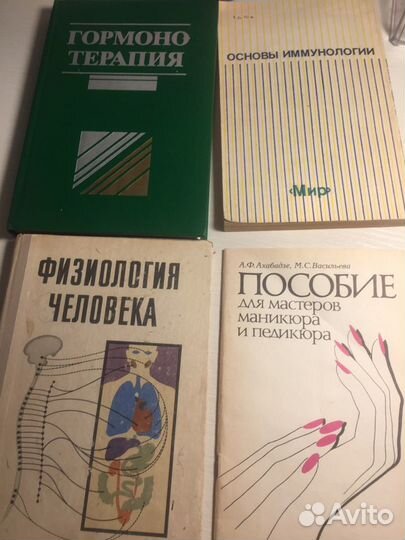 ГОРМОНО
ТЕРАПИЯ
ОСНОВЫ ИММУНОЛОГИИ
«Мир»
ФИЗИОЛОГИЯ
ЧЕЛОВЕКА
А.Ф.Ахабадзе, М.С.Васильева
ПОСОБИЕ
для мастеров
маникюра
и педикюра
Avito